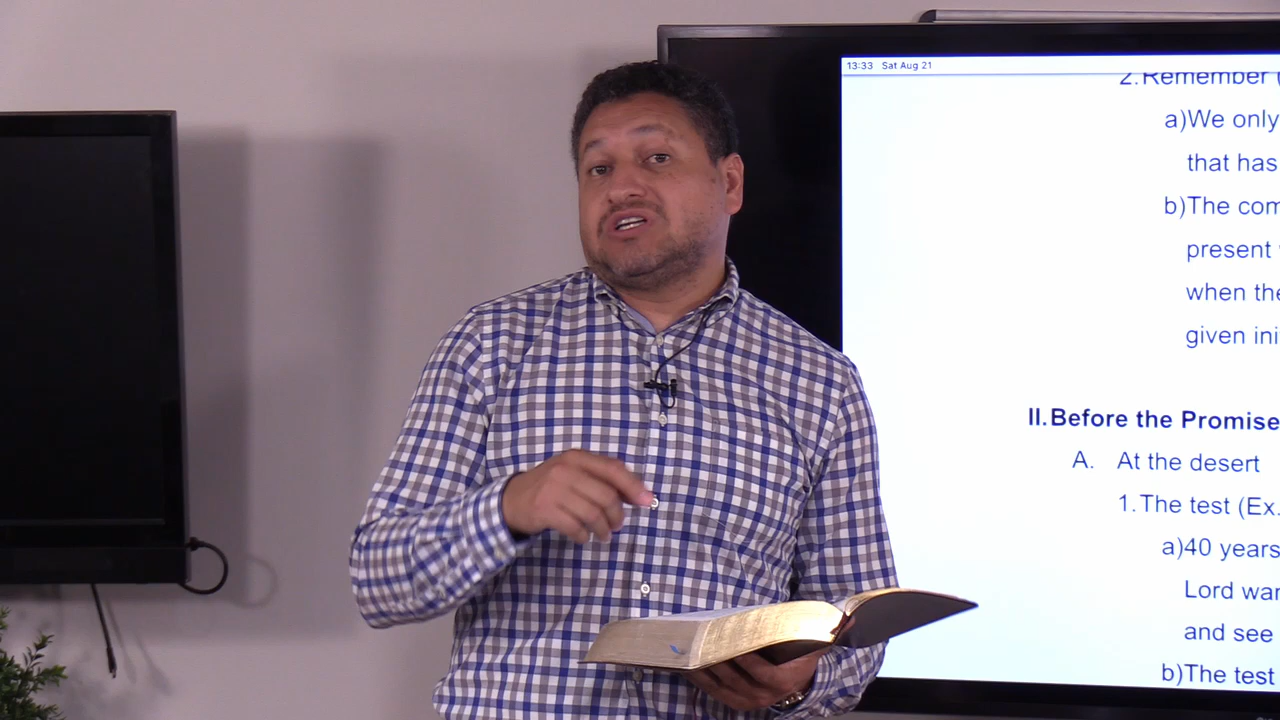 13:33 Sat Aug 21
2. Remember (
a)We only
that has
b)The com
present
when the
given ini
II. Before the Promise
A. At the desert
1. The test (Ex.
a)40 years
Lord war
and see
b)The test